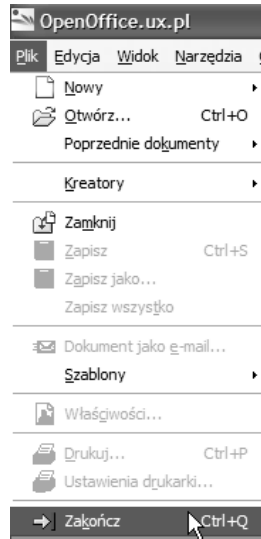 OpenOffice.ux.pl
Plik Edycja Widok Narzędzia
Nowy
Otwórz... Ctrl+O
Poprzednie dokumenty
Kreatory
Zamknij
Zapisz Ctrl+S
Zapisz jako...
Zapisz wszystko
Dokument jako e-mail...
Szablony
Właściwości...
Drukuj... Ctrl+P
Ustawienia drukarki...
Zakończ Ctrl+Q